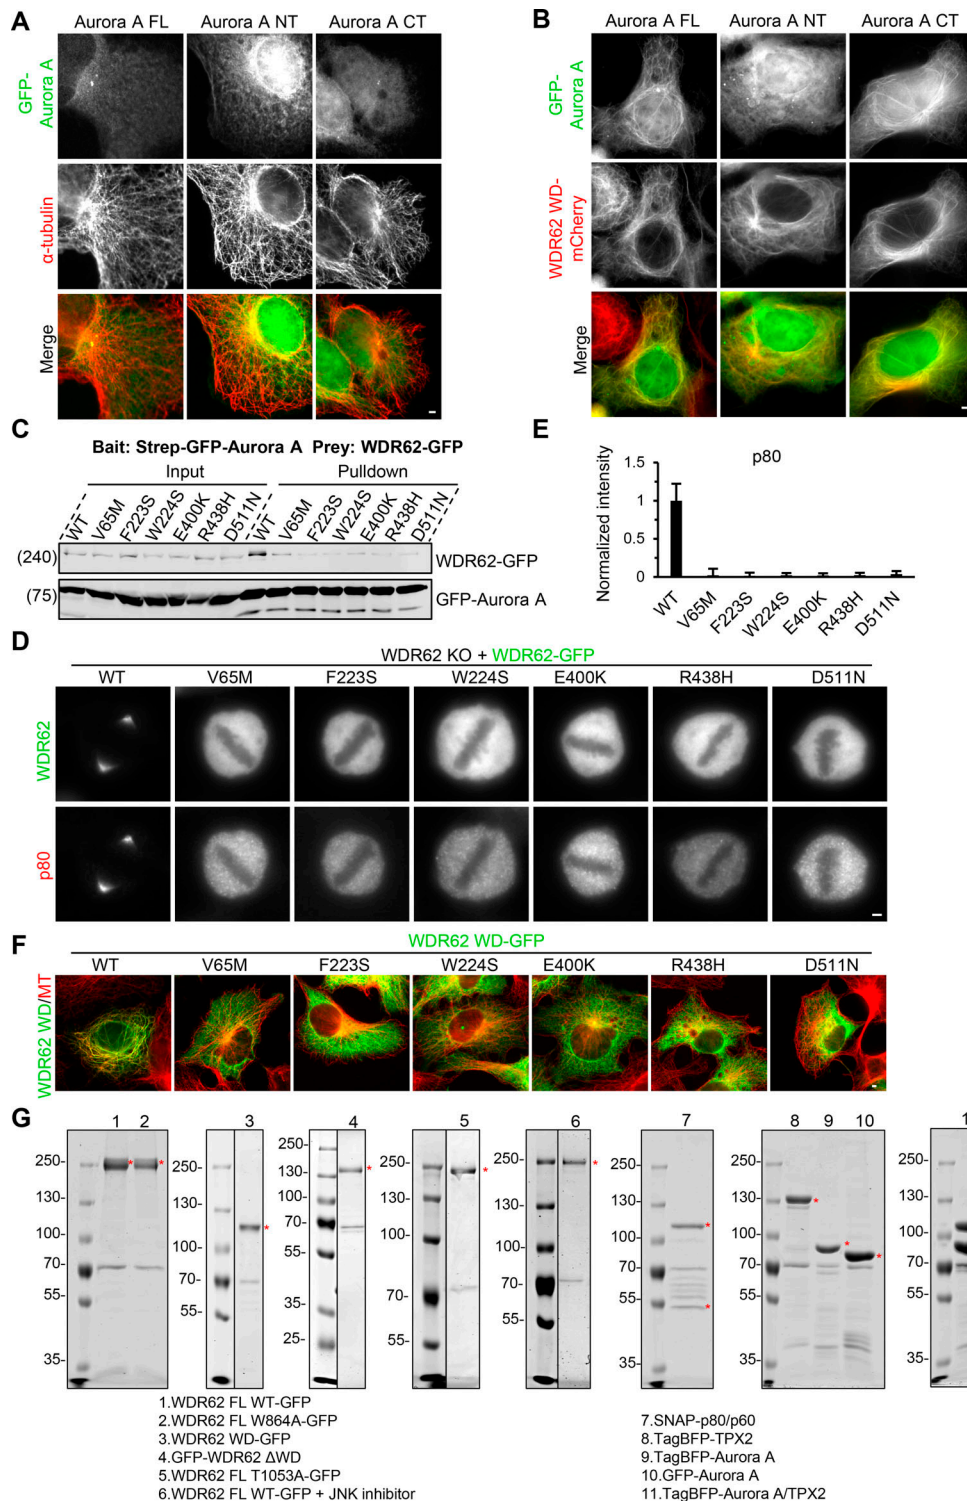 A
Aurora A FL Aurora A NT Aurora A CT
GFP-
Aurora A
α-tubulin
Merge
B
Aurora A FL Aurora A NT Aurora A CT
GFP-
Aurora A
WDR62 WD-
mCherry
Merge
C
Bait: Strep-GFP-Aurora A Prey: WDR62-GFP
Input Pulldown
WT V65M F223S W224S E400K R438H D511N WT V65M F223S W224S E400K R438H D511N
(240) WDR62-GFP
(75) GFP-Aurora A
E
p80
Normalized intensity
1.5
1
0.5
0
WT V65M F223S W224S E400K R438H D511N
D
WDR62 KO + WDR62-GFP
WT V65M F223S W224S E400K R438H D511N
WDR62
p80
F
WDR62 WD-GFP
WT V65M F223S W224S E400K R438H D511N
WDR62 WD/MT
G
1 2
250-
130-
100-
70-
55-
35-
3
250-
130-
100-
70-
55-
35-
4
250-
130-
100-
70-
55-
35-
25-
5
250-
130-
100-
70-
55-
6
250-
130-
100-
70-
55-
7
250-
130-
100-
70-
55-
35-
8 9 10
250-
130-
100-
70-
55-
35-
1.WDR62 FL WT-GFP
2.WDR62 FL W864A-GFP
3.WDR62 WD-GFP
4.GFP-WDR62 ΔWD
5.WDR62 FL T1053A-GFP
6.WDR62 FL WT-GFP + JNK inhibitor
7.SNAP-p80/p60
8.TagBFP-TPX2
9.TagBFP-Aurora A
10.GFP-Aurora A
11.TagBFP-Aurora A/TPX2